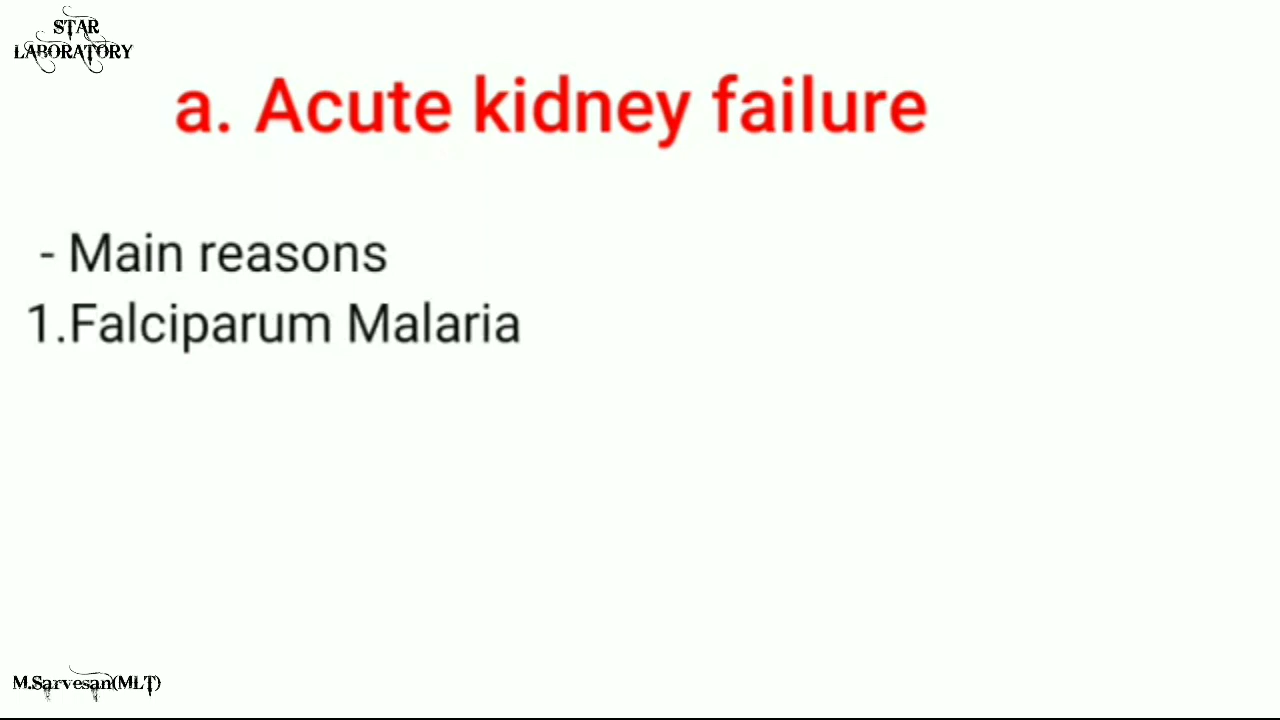 STAR
LABORATORY
a. Acute kidney failure
- Main reasons
1.Falciparum Malaria
M.Sarvesan(MLT)